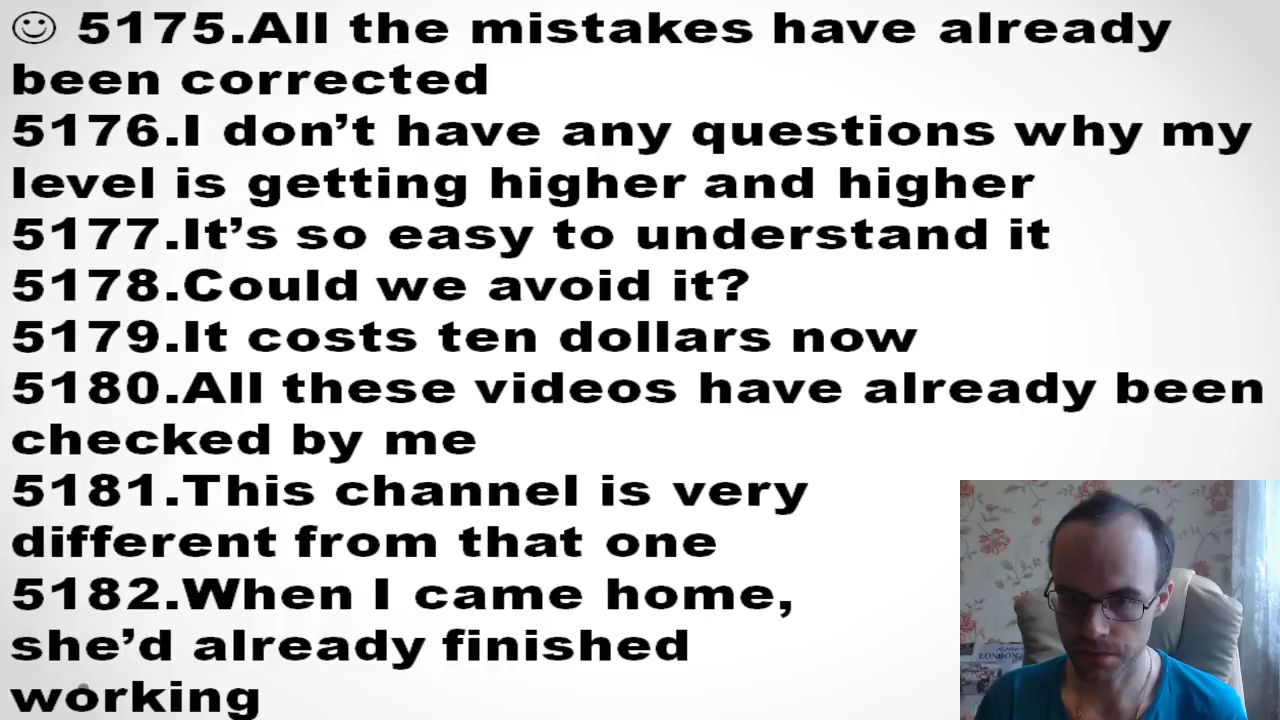 ☺ 5175.All the mistakes have already
been corrected
5176.I don’t have any questions why my
level is getting higher and higher
5177.It’s so easy to understand it
5178.Could we avoid it?
5179.It costs ten dollars now
5180.All these videos have already been
checked by me
5181.This channel is very
different from that one
5182.When I came home,
she’d already finished
working
LONDON